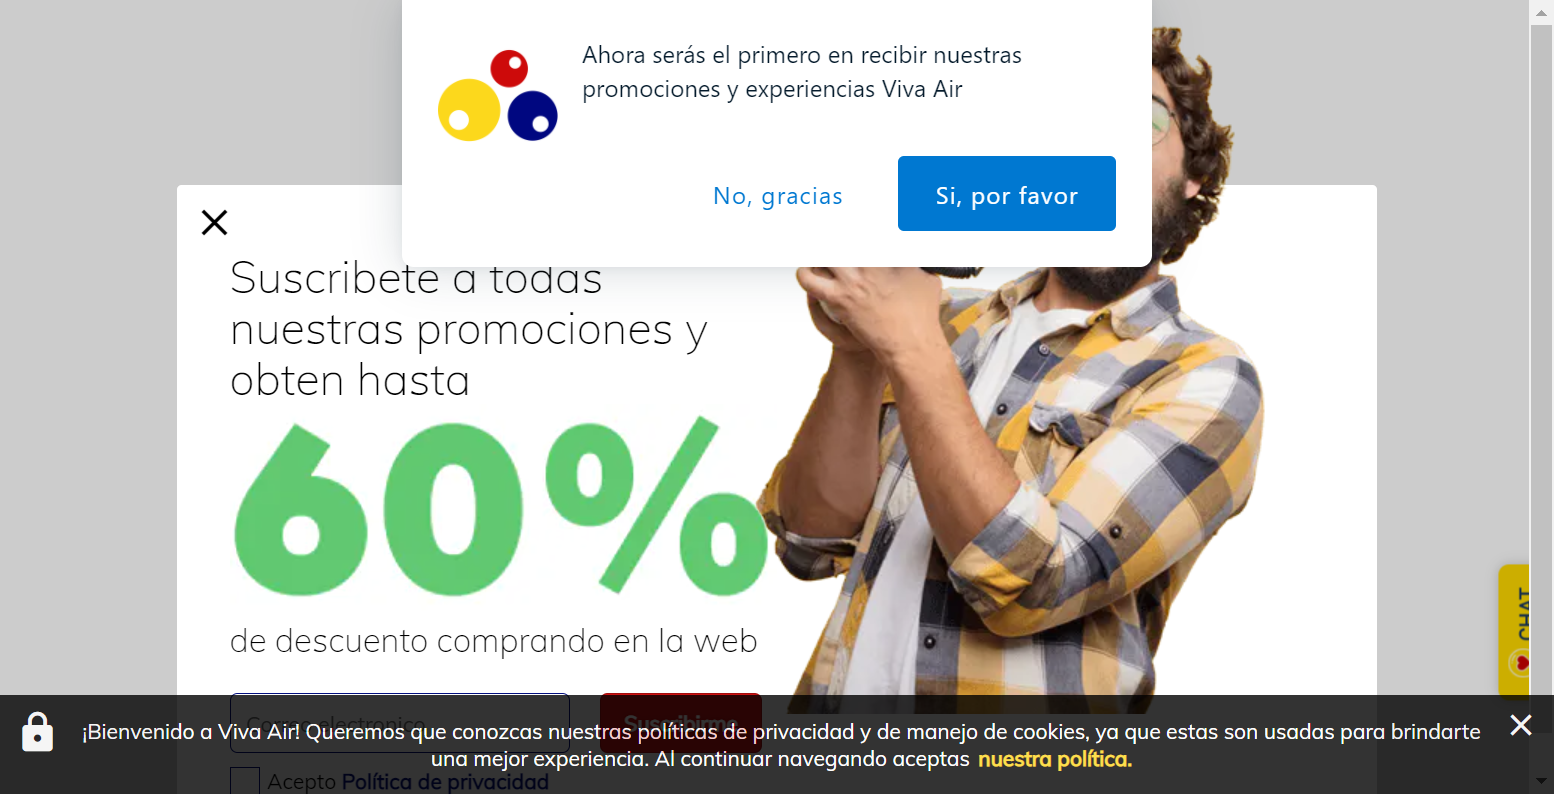 Ahora serás el primero en recibir nuestras
promociones y experiencias Viva Air
No, gracias
Si, por favor
Suscribete a todas
nuestras promociones y
obten hasta
60%
de descuento comprando en la web
Correo electronico
Suscribirme
¡Bienvenido a Viva Air! Queremos que conozcas nuestras políticas de privacidad y de manejo de cookies, ya que estas son usadas para brindarte
una mejor experiencia. Al continuar navegando aceptas nuestra política.
Acepto Política de privacidad
CHAT